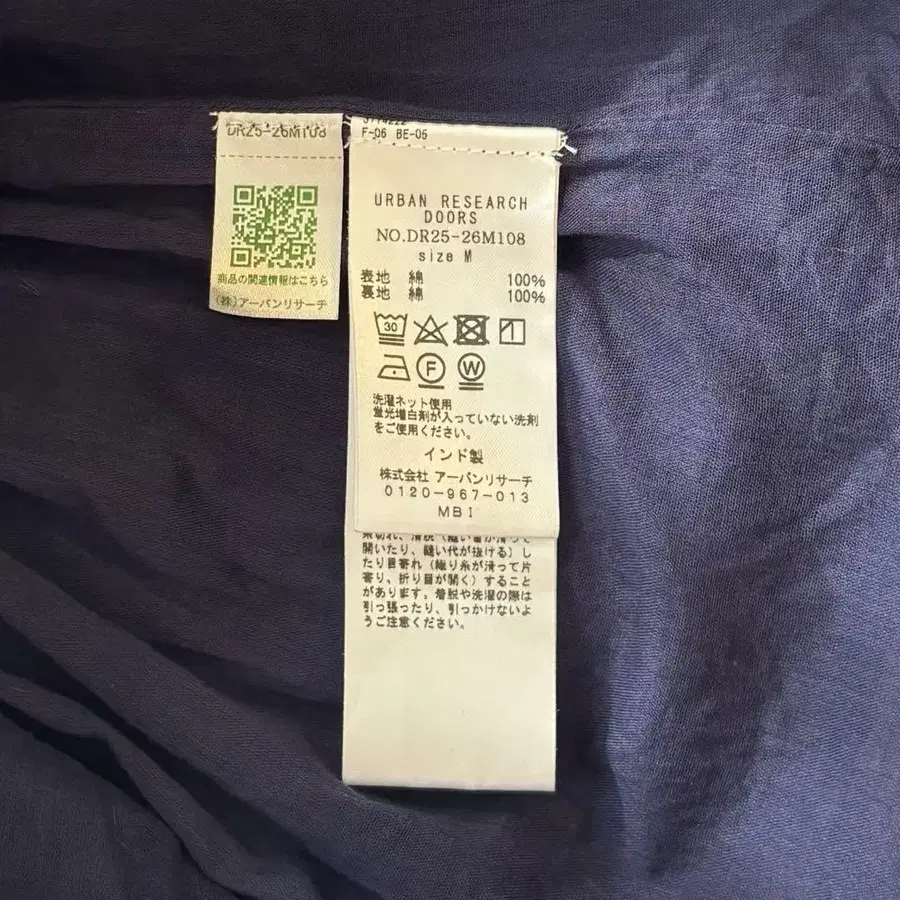 DR25-26M108
商品の関連情報はこちら
(株)アーバンリサーチ
F-06 BE-05
URBAN RESEARCH
DOORS
NO.DR25-26M108
size M
表地 綿 100%
裏地 綿 100%
30
F W
洗濯ネット使用
蛍光増白剤が入っていない洗剤
をご使用ください。
インド製
株式会社 アーバンリサーチ
0120-967-013
MB1
開いたり、縫い代が抜ける)し
たり目寄れ(織り糸が滑って片
寄り、折り目が開く)すること
があります。着脱や洗濯の際は
引っ張ったり、引っかけないよ
うご注意ください。